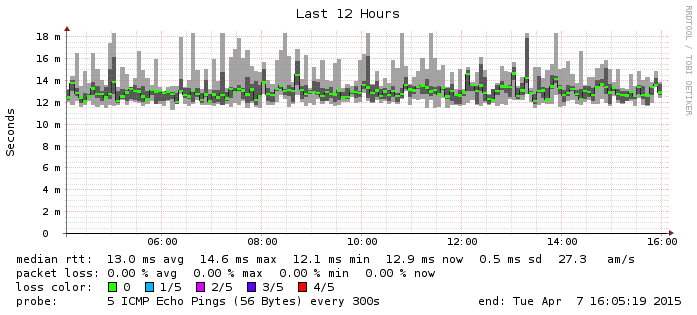 Last 12 Hours
RRDTOOL / TOBI OETIKER
Seconds
18 m
16 m
14 m
12 m
10 m
8 m
6 m
4 m
2 m
0
06:00 08:00 10:00 12:00 14:00 16:00
median rtt: 13.0 ms avg 14.6 ms max 12.1 ms min 12.9 ms now 0.5 ms sd 27.3 am/s
packet loss: 0.00 % avg 0.00 % max 0.00 % min 0.00 % now
loss color: 0 1/5 2/5 3/5 4/5
probe: 5 ICMP Echo Pings (56 Bytes) every 300s end: Tue Apr 7 16:05:19 2015